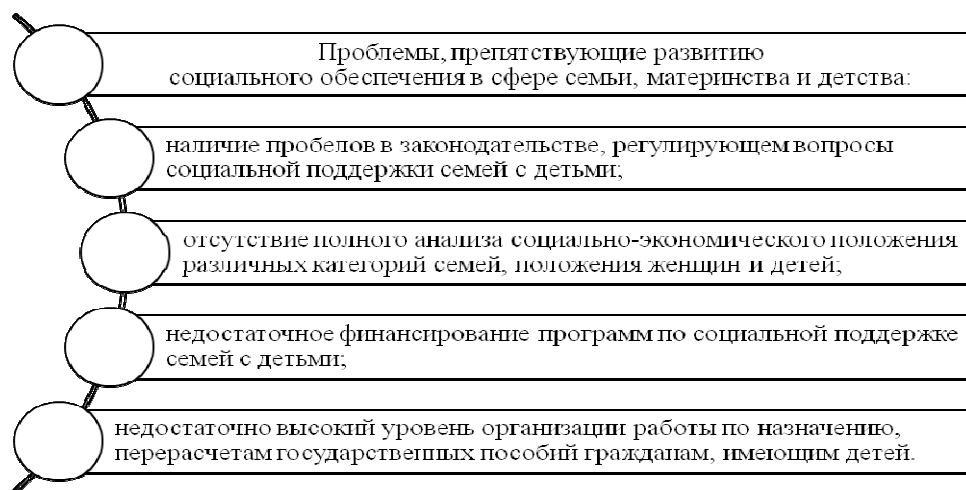 Проблемы, препятствующие развитию
социального обеспечения в сфере семьи, материнства и детства:
наличие пробелов в законодательстве, регулирующем вопросы
социальной поддержки семей с детьми;
отсутствие полного анализа социально-экономического положения
различных категорий семей, положения женщин и детей;
недостаточное финансирование программ по социальной поддержке
семей с детьми;
недостаточно высокий уровень организации работы по назначению,
перерасчетам государственных пособий гражданам, имеющим детей.